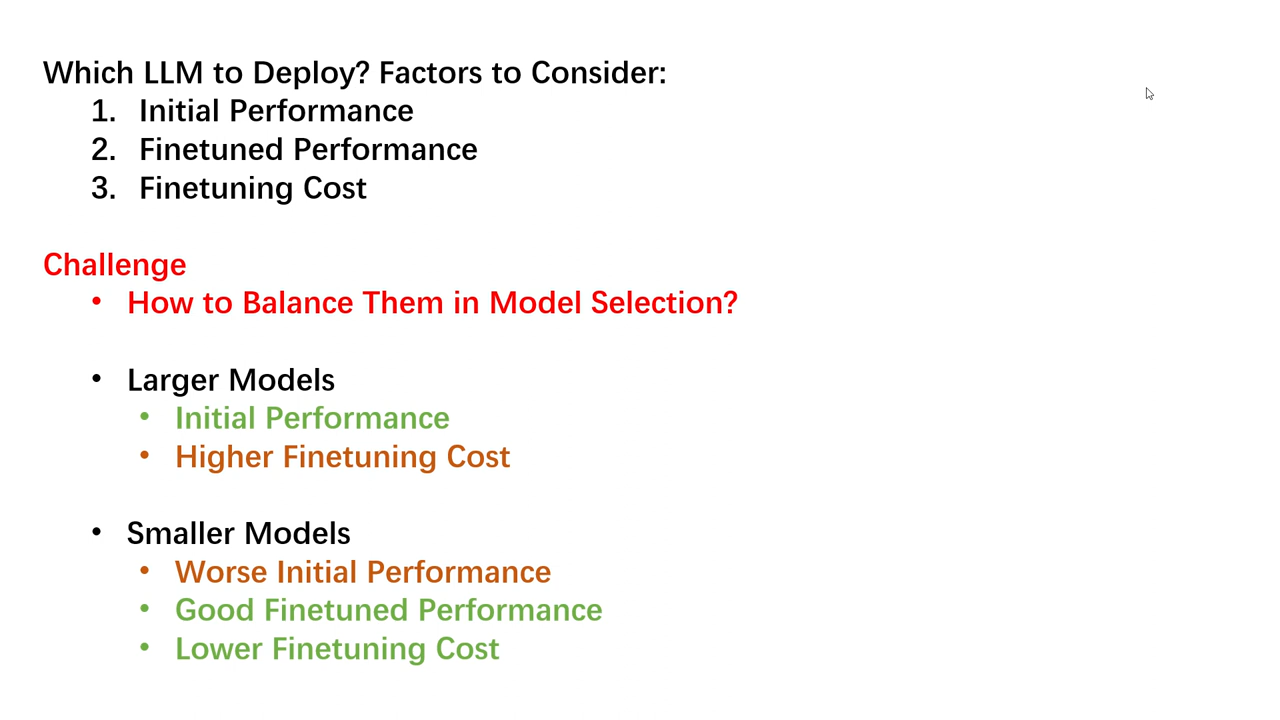 Which LLM to Deploy? Factors to Consider:
1. Initial Performance
2. Finetuned Performance
3. Finetuning Cost
Challenge
• How to Balance Them in Model Selection?
• Larger Models
• Initial Performance
• Higher Finetuning Cost
• Smaller Models
• Worse Initial Performance
• Good Finetuned Performance
• Lower Finetuning Cost